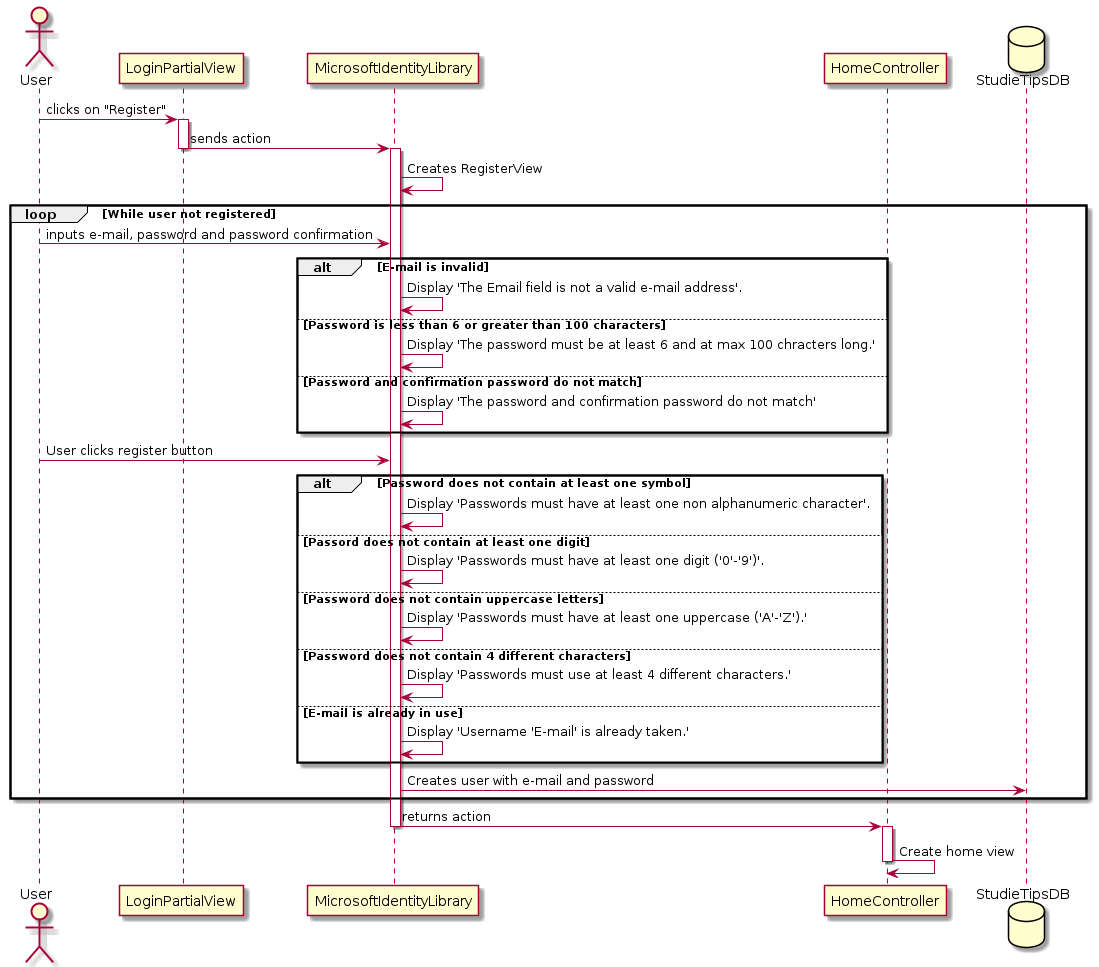 User
LoginPartialView
MicrosoftIdentityLibrary
HomeController
StudieTipsDB
clicks on "Register"
sends action
Creates RegisterView
loop
[While user not registered]
inputs e-mail, password and password confirmation
alt
[E-mail is invalid]
Display 'The Email field is not a valid e-mail address'.
[Password is less than 6 or greater than 100 characters]
Display 'The password must be at least 6 and at max 100 chracters long.'
[Password and confirmation password do not match]
Display 'The password and confirmation password do not match'
User clicks register button
alt
[Password does not contain at least one symbol]
Display 'Passwords must have at least one non alphanumeric character'.
[Passord does not contain at least one digit]
Display 'Passwords must have at least one digit ('0'-'9')'.
[Password does not contain uppercase letters]
Display 'Passwords must have at least one uppercase ('A'-'Z').'
[Password does not contain 4 different characters]
Display 'Passwords must use at least 4 different characters.'
[E-mail is already in use]
Display 'Username 'E-mail' is already taken.'
Creates user with e-mail and password
returns action
Create home view
User
LoginPartialView
MicrosoftIdentityLibrary
HomeController
StudieTipsDB